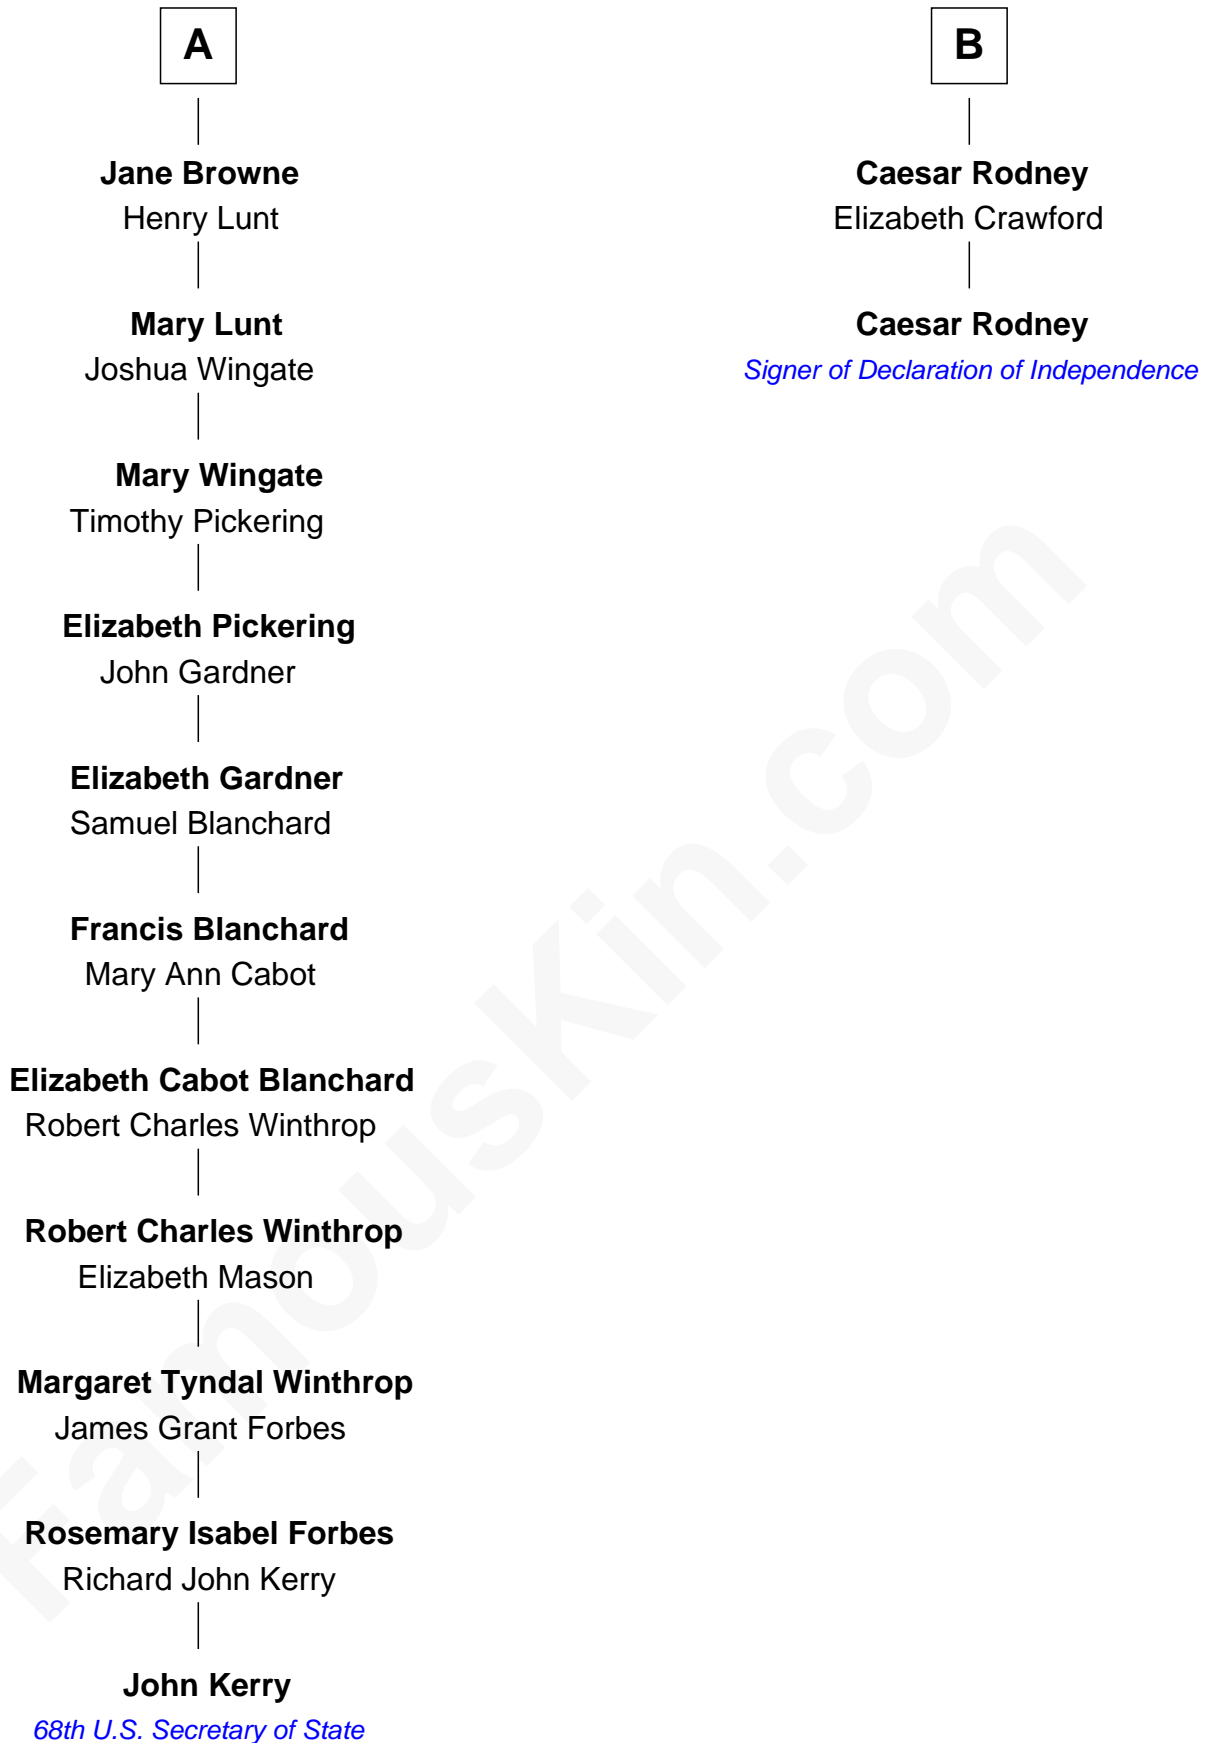 A
Jane Browne
Henry Lunt
Mary Lunt
Joshua Wingate
Mary Wingate
Timothy Pickering
Elizabeth Pickering
John Gardner
Elizabeth Gardner
Samuel Blanchard
Francis Blanchard
Mary Ann Cabot
Elizabeth Cabot Blanchard
Robert Charles Winthrop
Robert Charles Winthrop
Elizabeth Mason
Margaret Tyndal Winthrop
James Grant Forbes
Rosemary Isabel Forbes
Richard John Kerry
John Kerry
68th U.S. Secretary of State
B
Caesar Rodney
Elizabeth Crawford
Caesar Rodney
Signer of Declaration of Independence
FamousKin.com